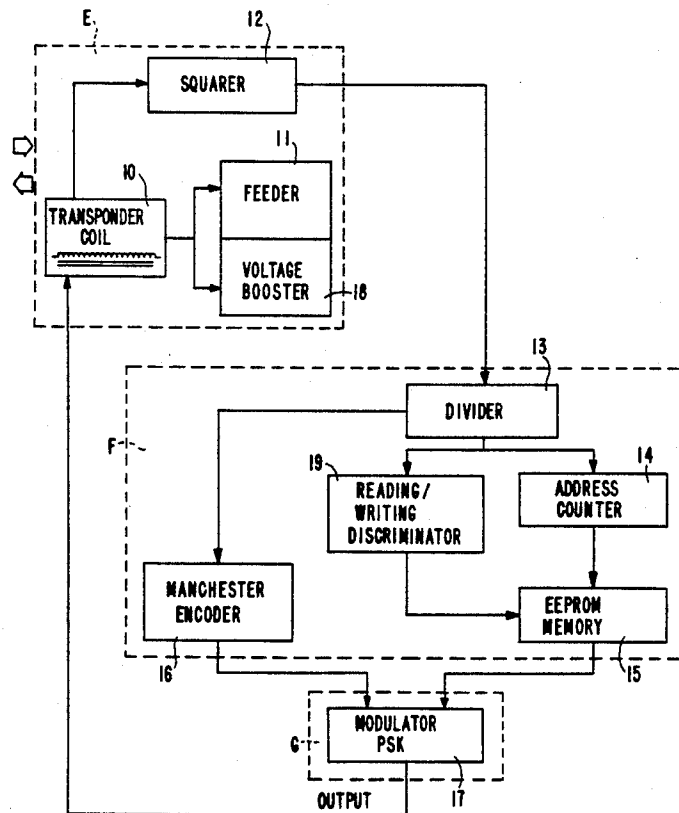 E
12
SQUARER
11
10
FEEDER
TRANSPONDER
COIL
VOLTAGE
BOOSTER
18
13
DIVIDER
F
19
14
READING/
WRITING
DISCRIMINATOR
ADDRESS
COUNTER
MANCHESTER
ENCODER
EEPROM
MEMORY
16
15
MODULATOR
PSK
G
17
OUTPUT